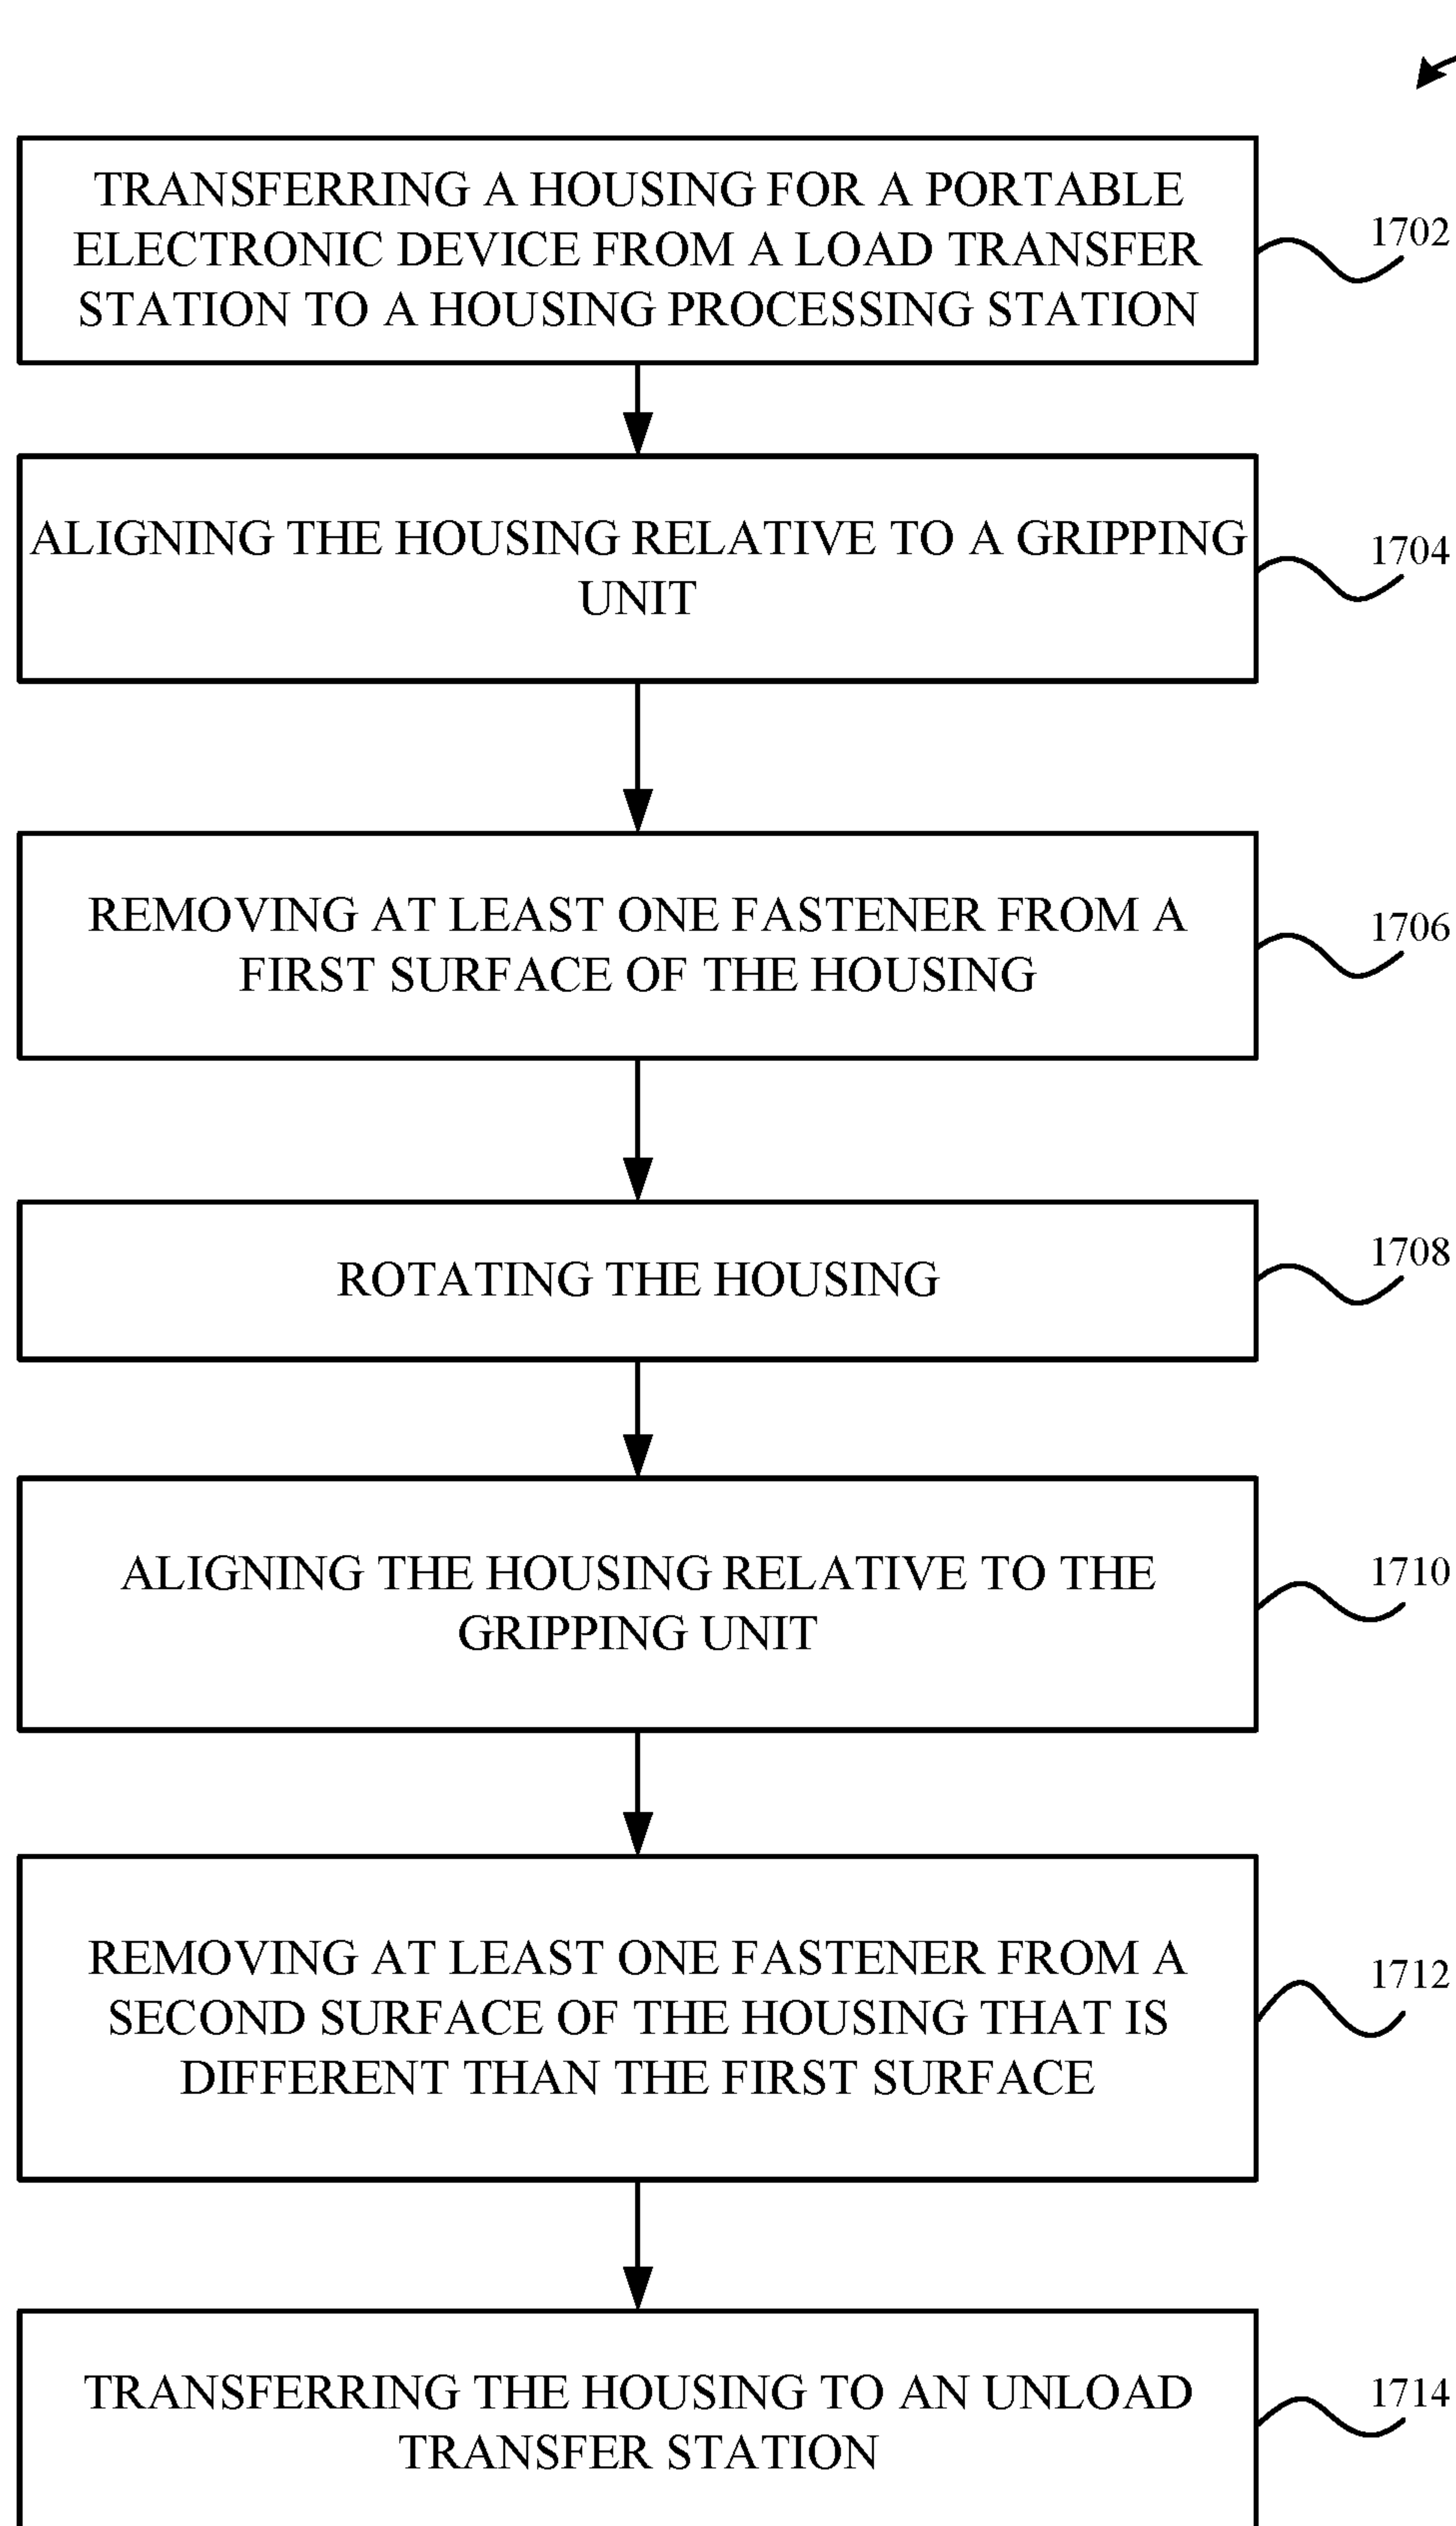 TRANSFERRING A HOUSING FOR A PORTABLE
ELECTRONIC DEVICE FROM A LOAD TRANSFER
STATION TO A HOUSING PROCESSING STATION
1702
ALIGNING THE HOUSING RELATIVE TO A GRIPPING
UNIT
1704
REMOVING AT LEAST ONE FASTENER FROM A
FIRST SURFACE OF THE HOUSING
1706
ROTATING THE HOUSING
1708
ALIGNING THE HOUSING RELATIVE TO THE
GRIPPING UNIT
1710
REMOVING AT LEAST ONE FASTENER FROM A
SECOND SURFACE OF THE HOUSING THAT IS
DIFFERENT THAN THE FIRST SURFACE
1712
TRANSFERRING THE HOUSING TO AN UNLOAD
TRANSFER STATION
1714